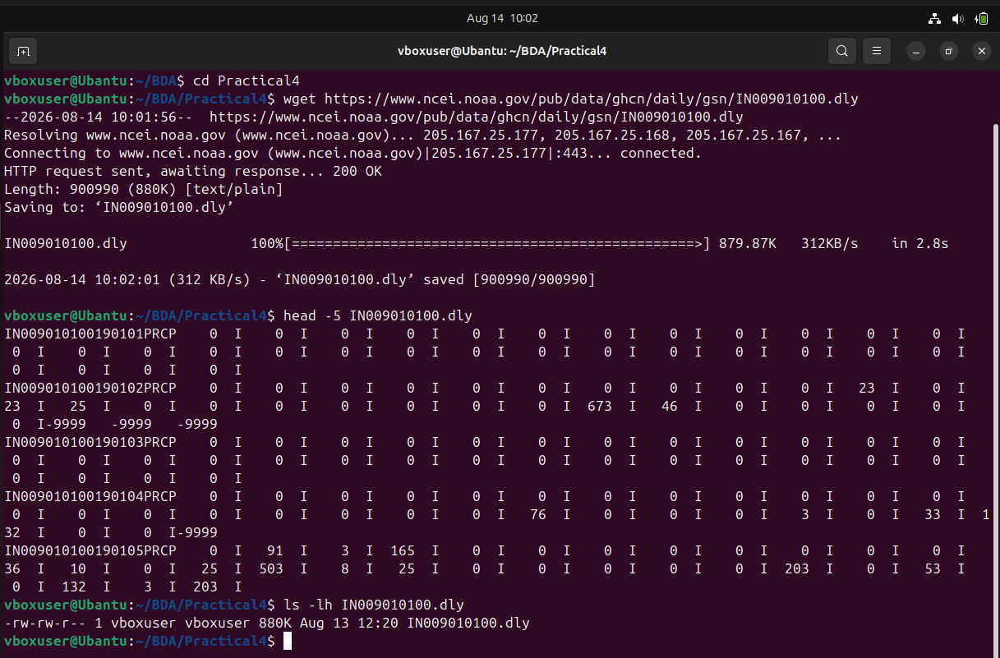 Aug 14 10:02
vboxuser@Ubantu: ~/BDA/Practical4
vboxuser@Ubantu:~/BDA$ cd Practical4
vboxuser@Ubantu:~/BDA/Practical4$ wget https://www.ncei.noaa.gov/pub/data/ghcn/daily/gsn/IN009010100.dly
--2026-08-14 10:01:56--  https://www.ncei.noaa.gov/pub/data/ghcn/daily/gsn/IN009010100.dly
Resolving www.ncei.noaa.gov (www.ncei.noaa.gov)... 205.167.25.177, 205.167.25.168, 205.167.25.167, ...
Connecting to www.ncei.noaa.gov (www.ncei.noaa.gov)|205.167.25.177|:443... connected.
HTTP request sent, awaiting response... 200 OK
Length: 900990 (880K) [text/plain]
Saving to: ‘IN009010100.dly’
IN009010100.dly               100%[=================================================>] 879.87K   312KB/s    in 2.8s
2026-08-14 10:02:01 (312 KB/s) - ‘IN009010100.dly’ saved [900990/900990]
vboxuser@Ubantu:~/BDA/Practical4$ head -5 IN009010100.dly
IN009010100190101PRCP    0  I    0  I    0  I    0  I    0  I    0  I    0  I    0  I    0  I    0  I    0  I    0  I
 0  I    0  I    0  I    0  I    0  I    0  I    0  I    0  I    0  I    0  I    0  I    0  I    0  I    0  I    0  I
 0  I    0  I    0  I    0  I
IN009010100190102PRCP    0  I    0  I    0  I    0  I    0  I    0  I    0  I    0  I    0  I    0  I   23  I    0  I
23  I   25  I    0  I    0  I    0  I    0  I    0  I    0  I    0  I  673  I   46  I    0  I    0  I    0  I    0  I
 0  I-9999   -9999   -9999
IN009010100190103PRCP    0  I    0  I    0  I    0  I    0  I    0  I    0  I    0  I    0  I    0  I    0  I    0  I
 0  I    0  I    0  I    0  I    0  I    0  I    0  I    0  I    0  I    0  I    0  I    0  I    0  I    0  I    0  I
 0  I    0  I    0  I    0  I
IN009010100190104PRCP    0  I    0  I    0  I    0  I    0  I    0  I    0  I    0  I    0  I    0  I    0  I    0  I
 0  I    0  I    0  I    0  I    0  I    0  I    0  I    0  I   76  I    0  I    0  I    0  I    3  I    0  I   33  I  1
32  I    0  I    0  I-9999
IN009010100190105PRCP    0  I   91  I    3  I  165  I    0  I    0  I    0  I    0  I    0  I    0  I    0  I    0  I
36  I   10  I    0  I   25  I  503  I    8  I   25  I    0  I    0  I    0  I    0  I    0  I  203  I    0  I   53  I
 0  I  132  I    3  I  203  I
vboxuser@Ubantu:~/BDA/Practical4$ ls -lh IN009010100.dly
-rw-rw-r-- 1 vboxuser vboxuser 880K Aug 13 12:20 IN009010100.dly
vboxuser@Ubantu:~/BDA/Practical4$